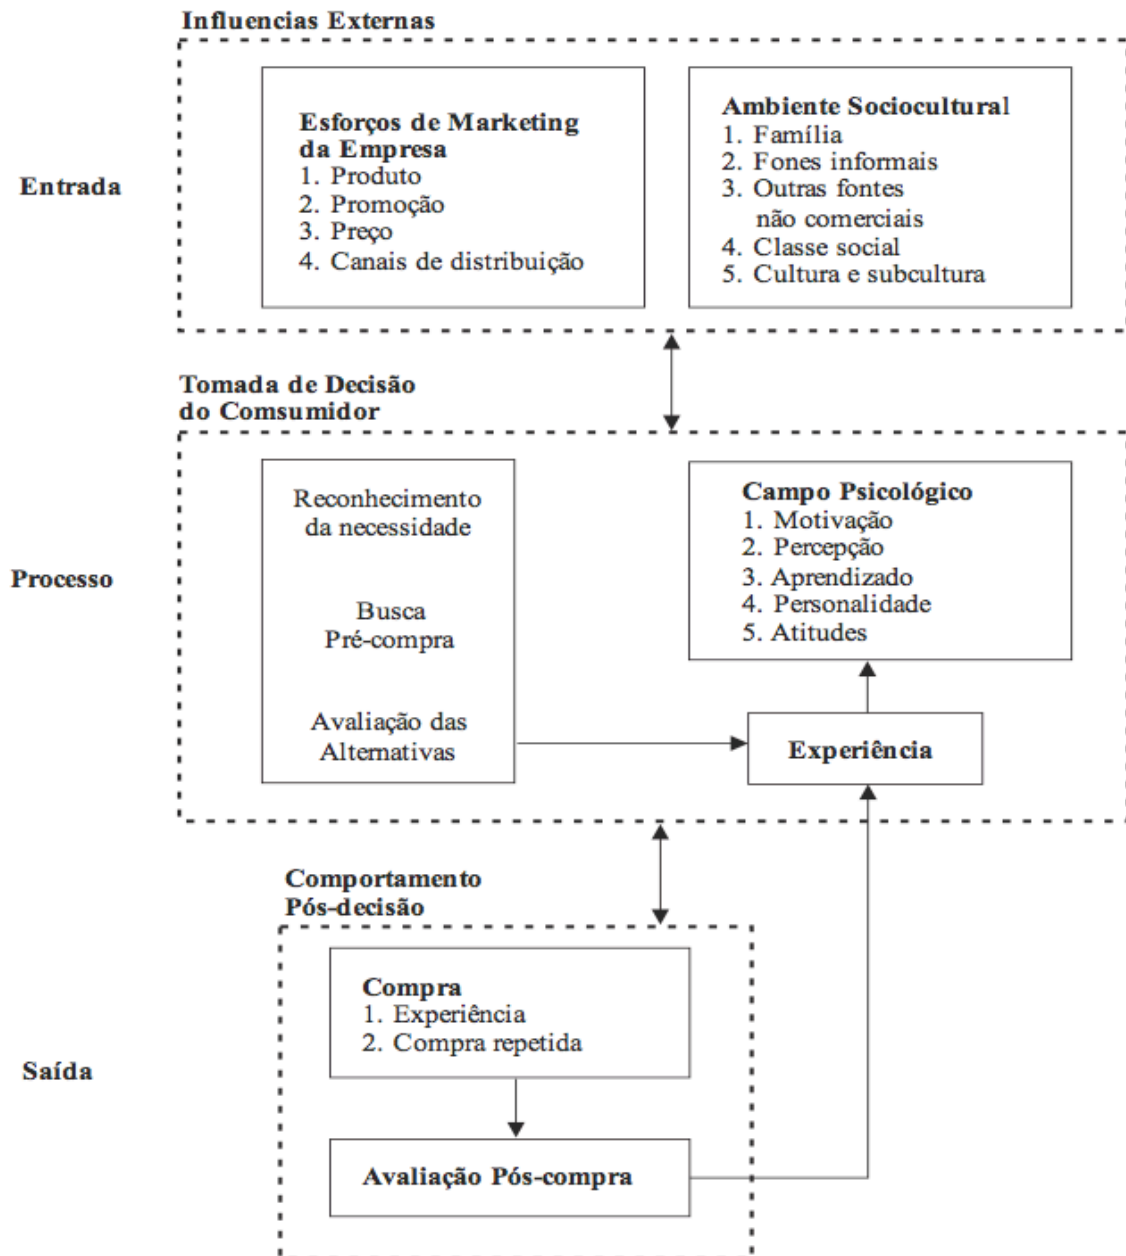 Influencias Externas
Entrada
Esforços de Marketing
da Empresa
1. Produto
2. Promoção
3. Preço
4. Canais de distribuição
Ambiente Sociocultural
1. Família
2. Fones informais
3. Outras fontes
não comerciais
4. Classe social
5. Cultura e subcultura
Tomada de Decisão
do Comsumidor
Processo
Reconhecimento
da necessidade
Busca
Pré-compra
Avaliação das
Alternativas
Campo Psicológico
1. Motivação
2. Percepção
3. Aprendizado
4. Personalidade
5. Atitudes
Experiência
Comportamento
Pós-decisão
Saída
Compra
1. Experiência
2. Compra repetida
Avaliação Pós-compra